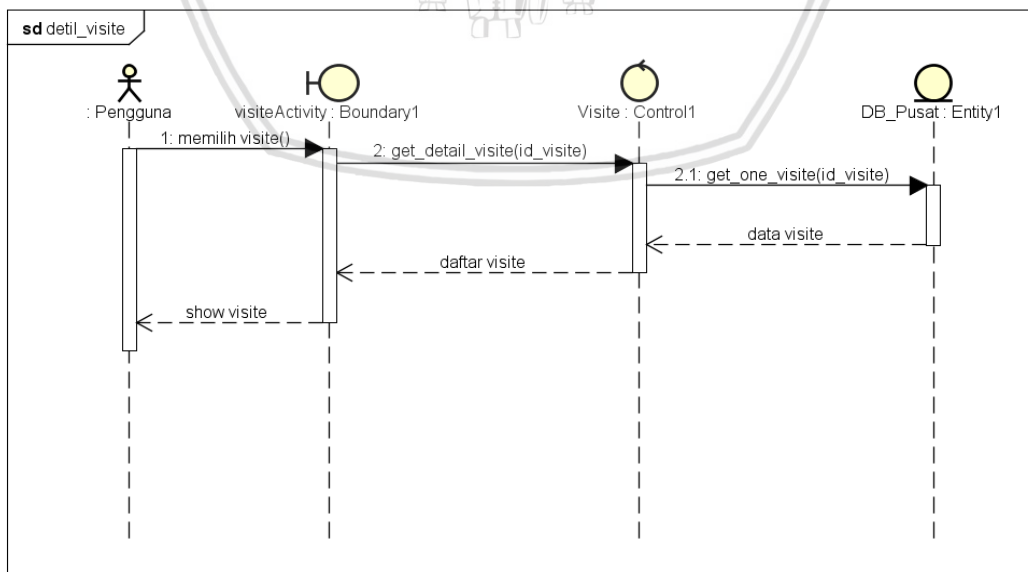 sd detil_visite
: Pengguna
visiteActivity : Boundary1
Visite : Control1
DB_Pusat : Entity1
1: memilih visite()
2: get_detail_visite(id_visite)
2.1: get_one_visite(id_visite)
data visite
daftar visite
show visite